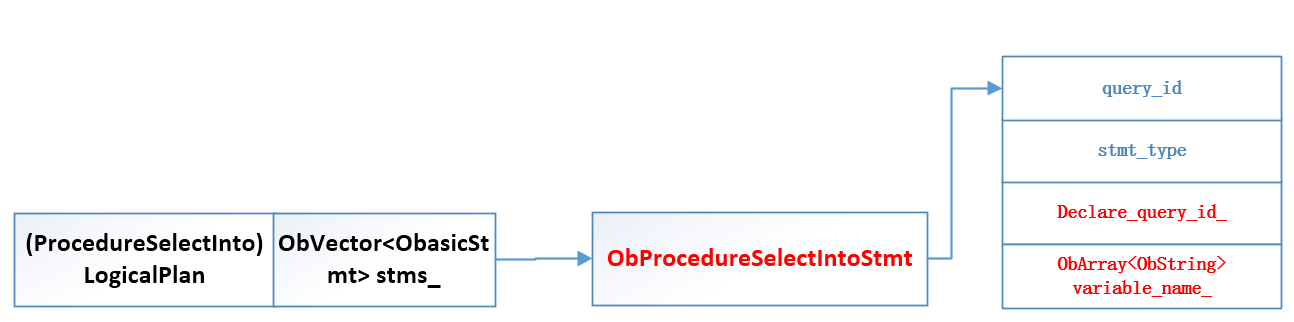 (ProcedureSelectInto)
LogicalPlan
ObVector<ObasicSt
mt> stms_
ObProcedureSelectIntoStmt
query_id
stmt_type
Declare_query_id_
ObArray<ObString>
variable_name_